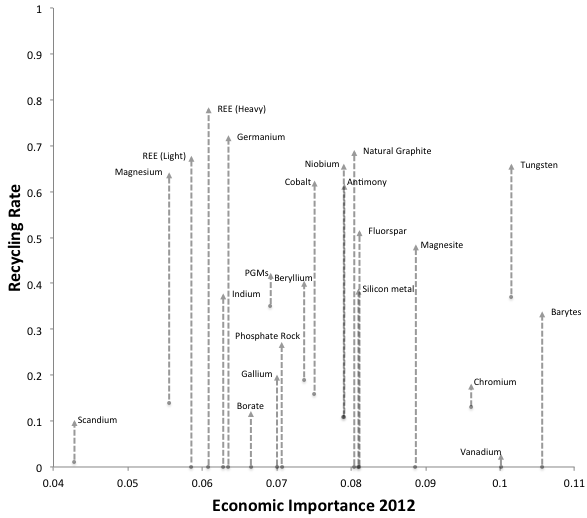 1
0.9
0.8
REE (Heavy)
0.7
Germanium
Natural Graphite
REE (Light)
Niobium
Tungsten
Magnesium
0.6
Cobalt
Antimony
Recycling Rate
0.5
Fluorspar
Magnesite
0.4
PGMs
Beryllium
Silicon metal
Indium
0.3
Barytes
Phosphate Rock
0.2
Gallium
Chromium
Borate
0.1
Scandium
Vanadium
0
0.04 0.05 0.06 0.07 0.08 0.09 0.1 0.11
Economic Importance 2012